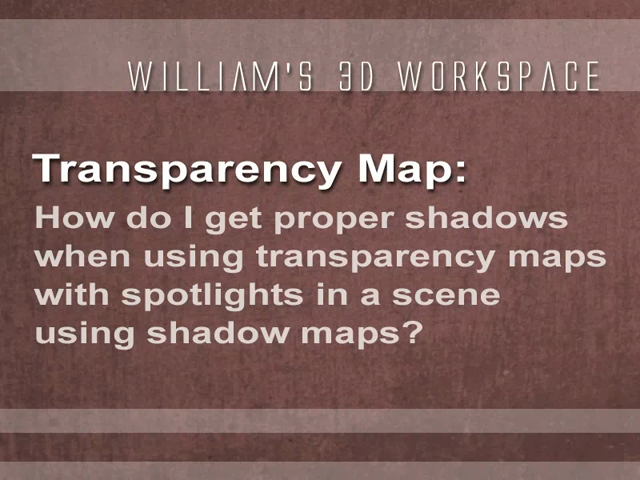 WILLIAM'S 3D WORKSPACE
Transparency Map:
How do I get proper shadows
when using transparency maps
with spotlights in a scene
using shadow maps?